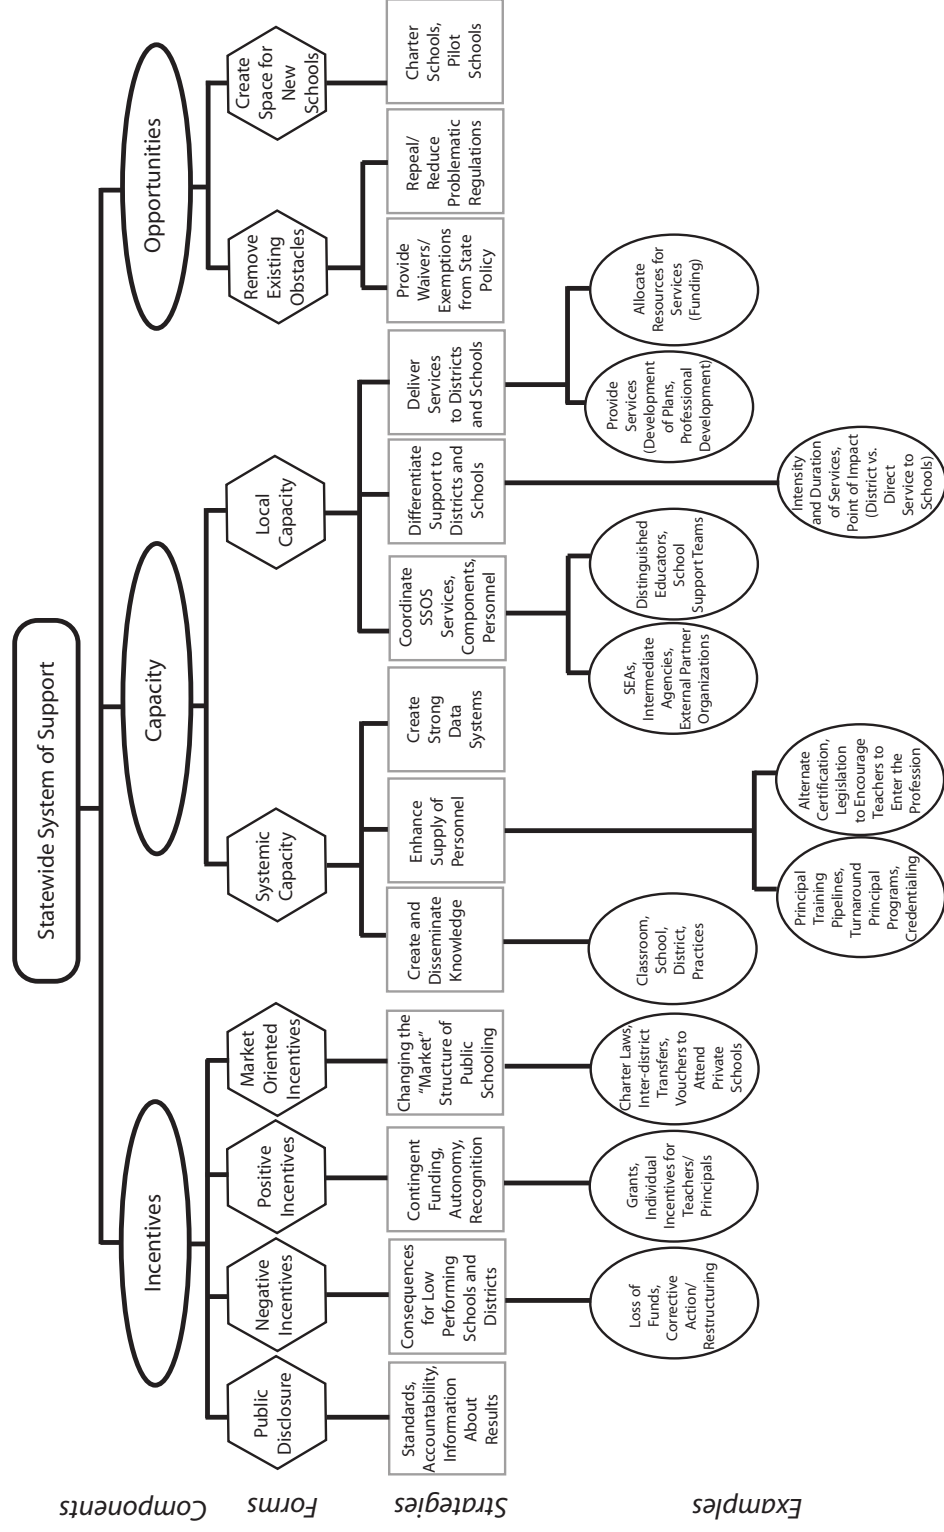 Statewide System of Support
Components
Incentives
Capacity
Opportunities
Forms
Public
Disclosure
Negative
Incentives
Positive
Incentives
Market
Oriented
Incentives
Systemic
Capacity
Local
Capacity
Remove
Existing
Obstacles
Create
Space for
New
Schools
Strategies
Standards,
Accountability,
Information
About
Results
Consequences
for Low
Performing
Schools and
Districts
Contingent
Funding,
Autonomy,
Recognition
Changing the
"Market"
Structure of
Public
Schooling
Create and
Disseminate
Knowledge
Enhance
Supply of
Personnel
Create
Strong
Data
Systems
Coordinate
SSOS
Services,
Components,
Personnel
Differentiate
Support to
Districts and
Schools
Deliver
Services
to Districts
and Schools
Provide
Waivers/
Exemptions
from State
Policy
Repeal/
Reduce
Problematic
Regulations
Charter
Schools,
Pilot
Schools
Examples
Loss of
Funds,
Corrective
Action/
Restructuring
Grants,
Individual
Incentives for
Teachers/
Principals
Charter Laws,
Inter-district
Transfers,
Vouchers to
Attend
Private
Schools
Classroom,
School,
District,
Practices
Principal
Training
Pipelines,
Turnaround
Principal
Programs,
Credentialing
Alternate
Certification,
Legislation
to Encourage
Teachers to
Enter the
Profession
SEAs,
Intermediate
Agencies,
External Partner
Organizations
Distinguished
Educators,
School
Support Teams
Intensity
and Duration
of Services,
Point of Impact
(District vs.
Direct
Service to
Schools)
Provide
Services
(Development
of Plans,
Professional
Development)
Allocate
Resources for
Services
(Funding)